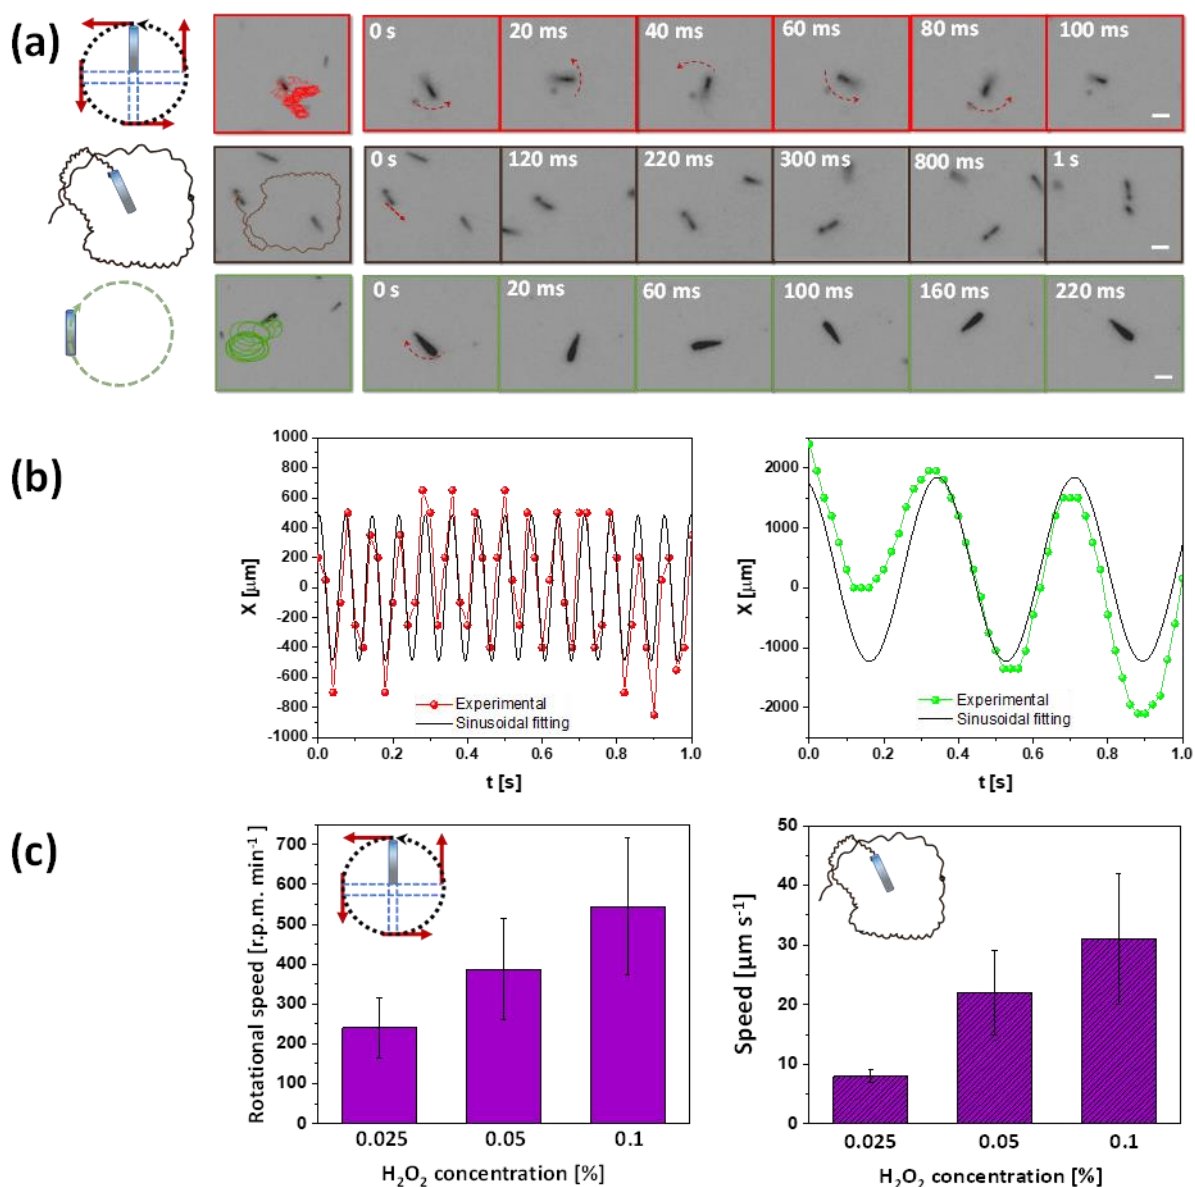 (a)
0 s 20 ms 40 ms 60 ms 80 ms 100 ms
0 s 120 ms 220 ms 300 ms 800 ms 1 s
0 s 20 ms 60 ms 100 ms 160 ms 220 ms
(b)
1000
800
600
400
200
0
-200
-400
-600
-800
-1000
X [µm]
Experimental
Sinusoidal fitting
0.0 0.2 0.4 0.6 0.8 1.0
t [s]
2000
1000
0
-1000
-2000
X [µm]
Experimental
Sinusoidal fitting
0.0 0.2 0.4 0.6 0.8 1.0
t [s]
(c)
700
600
500
400
300
200
100
0
Rotational speed [r.p.m. min⁻¹ ]
0.025 0.05 0.1
H₂O₂ concentration [%]
50
40
30
20
10
0
Speed [µm s⁻¹]
0.025 0.05 0.1
H₂O₂ concentration [%]